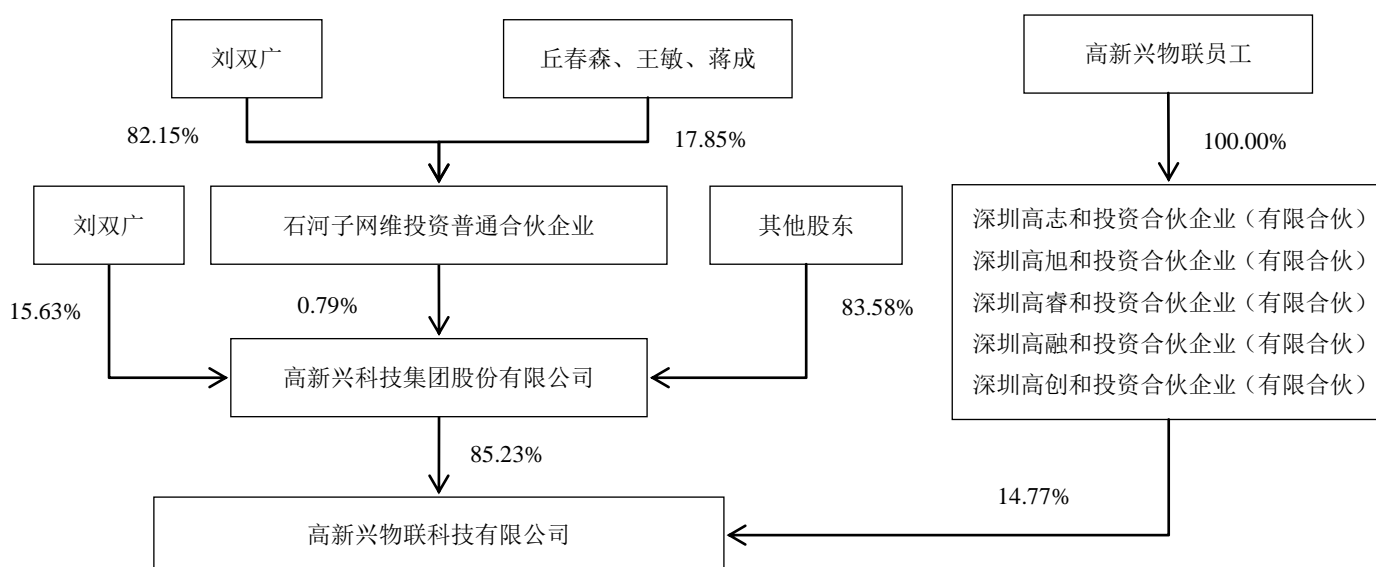 刘双广
丘春森、王敏、蒋成
高新兴物联员工
82.15%
17.85%
100.00%
刘双广
石河子网维投资普通合伙企业
其他股东
深圳高志和投资合伙企业（有限合伙）
深圳高旭和投资合伙企业（有限合伙）
深圳高睿和投资合伙企业（有限合伙）
深圳高融和投资合伙企业（有限合伙）
深圳高创和投资合伙企业（有限合伙）
15.63%
0.79%
83.58%
高新兴科技集团股份有限公司
85.23%
14.77%
高新兴物联科技有限公司